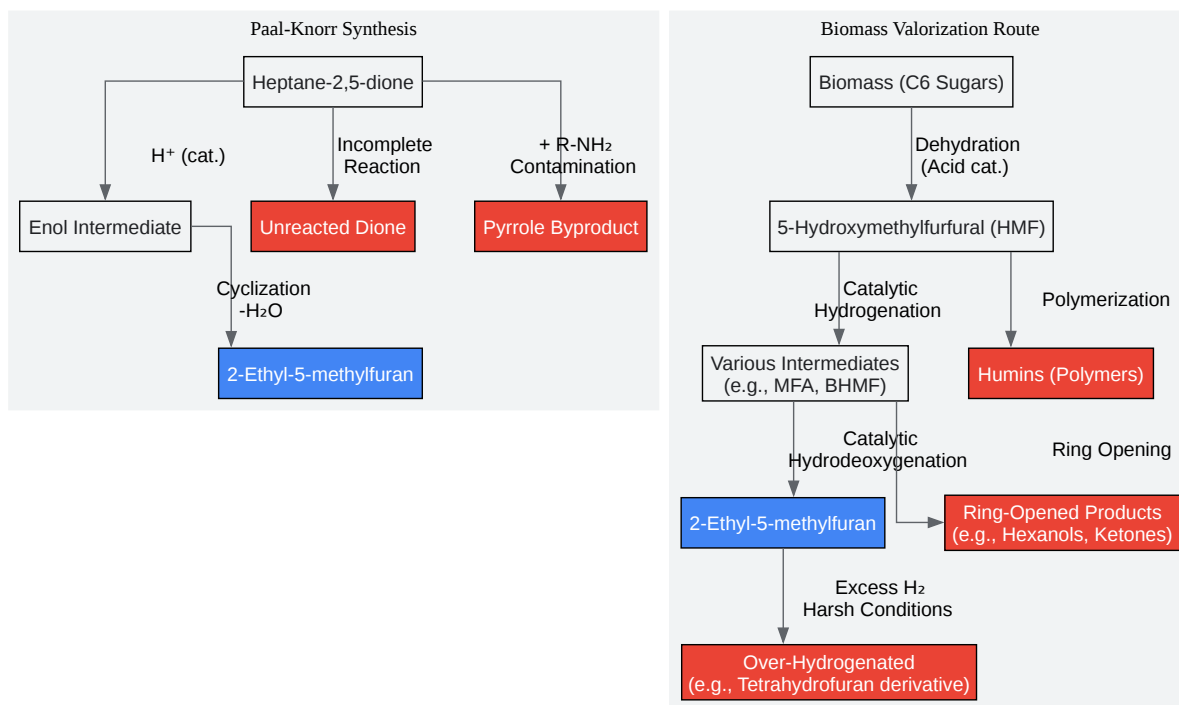 Paal-Knorr Synthesis
Heptane-2,5-dione
H⁺ (cat.)
Incomplete
Reaction
+ R-NH₂
Contamination
Enol Intermediate
Unreacted Dione
Pyrrole Byproduct
Cyclization
-H₂O
2-Ethyl-5-methylfuran
Biomass Valorization Route
Biomass (C6 Sugars)
Dehydration
(Acid cat.)
5-Hydroxymethylfurfural (HMF)
Catalytic
Hydrogenation
Polymerization
Various Intermediates
(e.g., MFA, BHMF)
Humins (Polymers)
Catalytic
Hydrodeoxygenation
Ring Opening
2-Ethyl-5-methylfuran
Ring-Opened Products
(e.g., Hexanols, Ketones)
Excess H₂
Harsh Conditions
Over-Hydrogenated
(e.g., Tetrahydrofuran derivative)